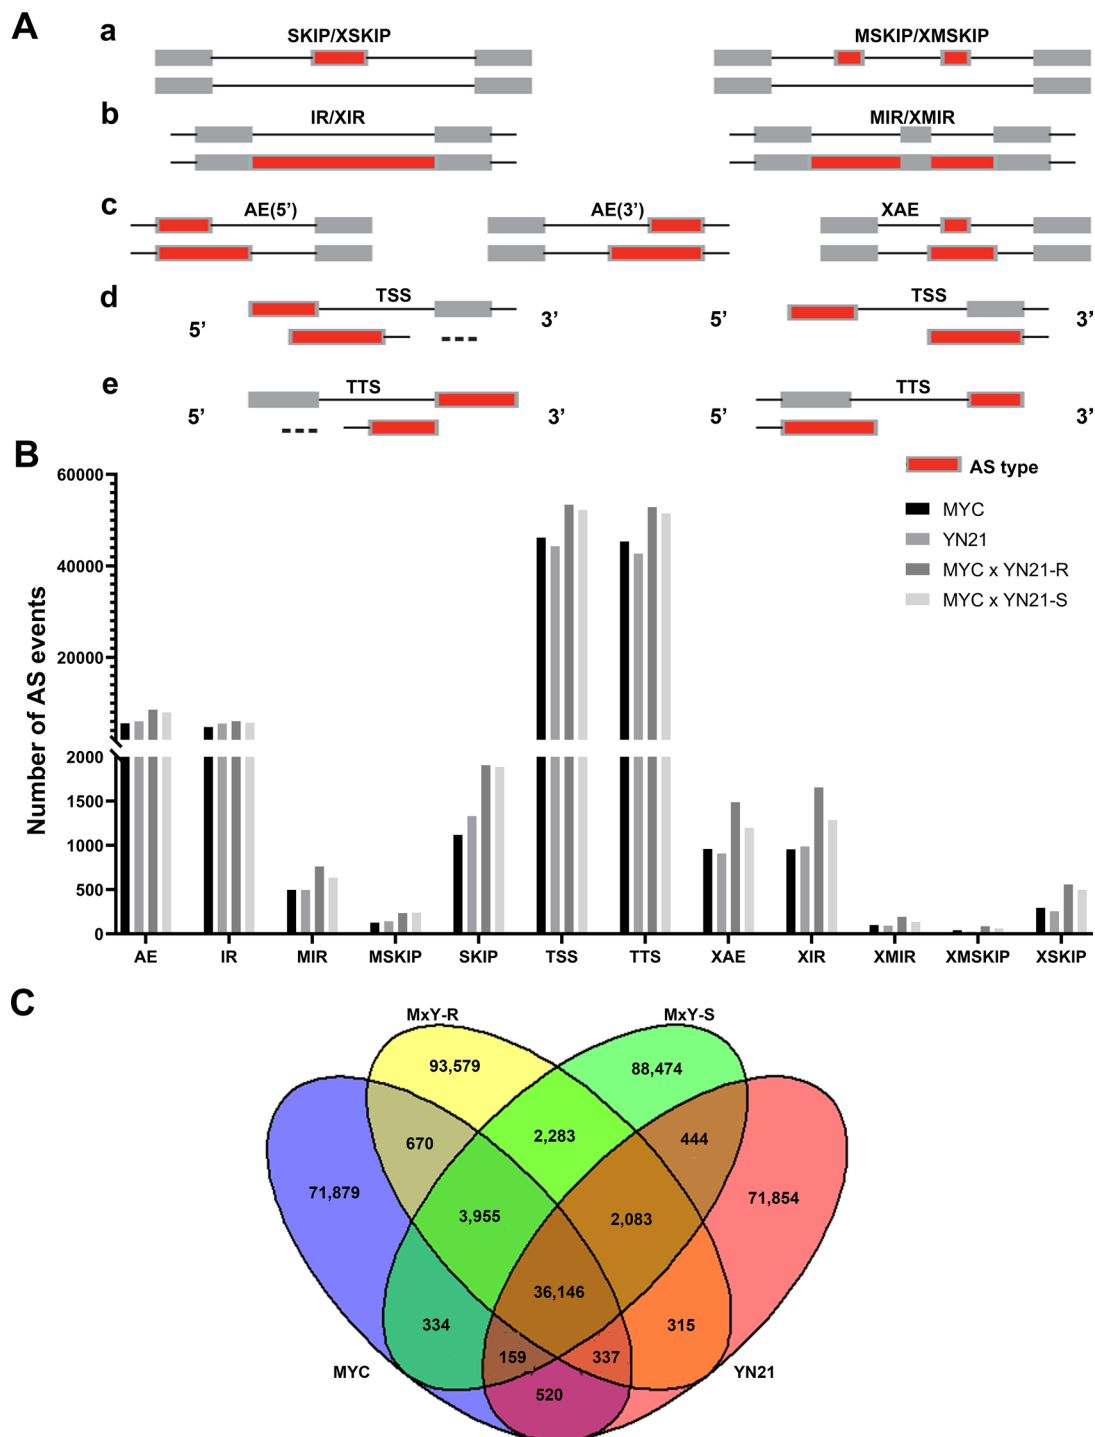 A
a
SKIP/XSKIP
MSKIP/XMSKIP
b
IR/XIR
MIR/XMIR
c
AE(5’)
AE(3’)
XAE
d
TSS
TSS
5’
3’
5’
3’
e
TTS
TTS
5’
3’
5’
3’
B
AS type
MYC
YN21
MYC x YN21-R
MYC x YN21-S
Number of AS events
60000
40000
20000
2000
1500
1000
500
0
AE IR MIR MSKIP SKIP TSS TTS XAE XIR XMIR XMSKIP XSKIP
C
MxY-R
MxY-S
93,579
88,474
670
2,283
444
71,879
71,854
3,955
2,083
36,146
334
315
159
337
MYC
YN21
520